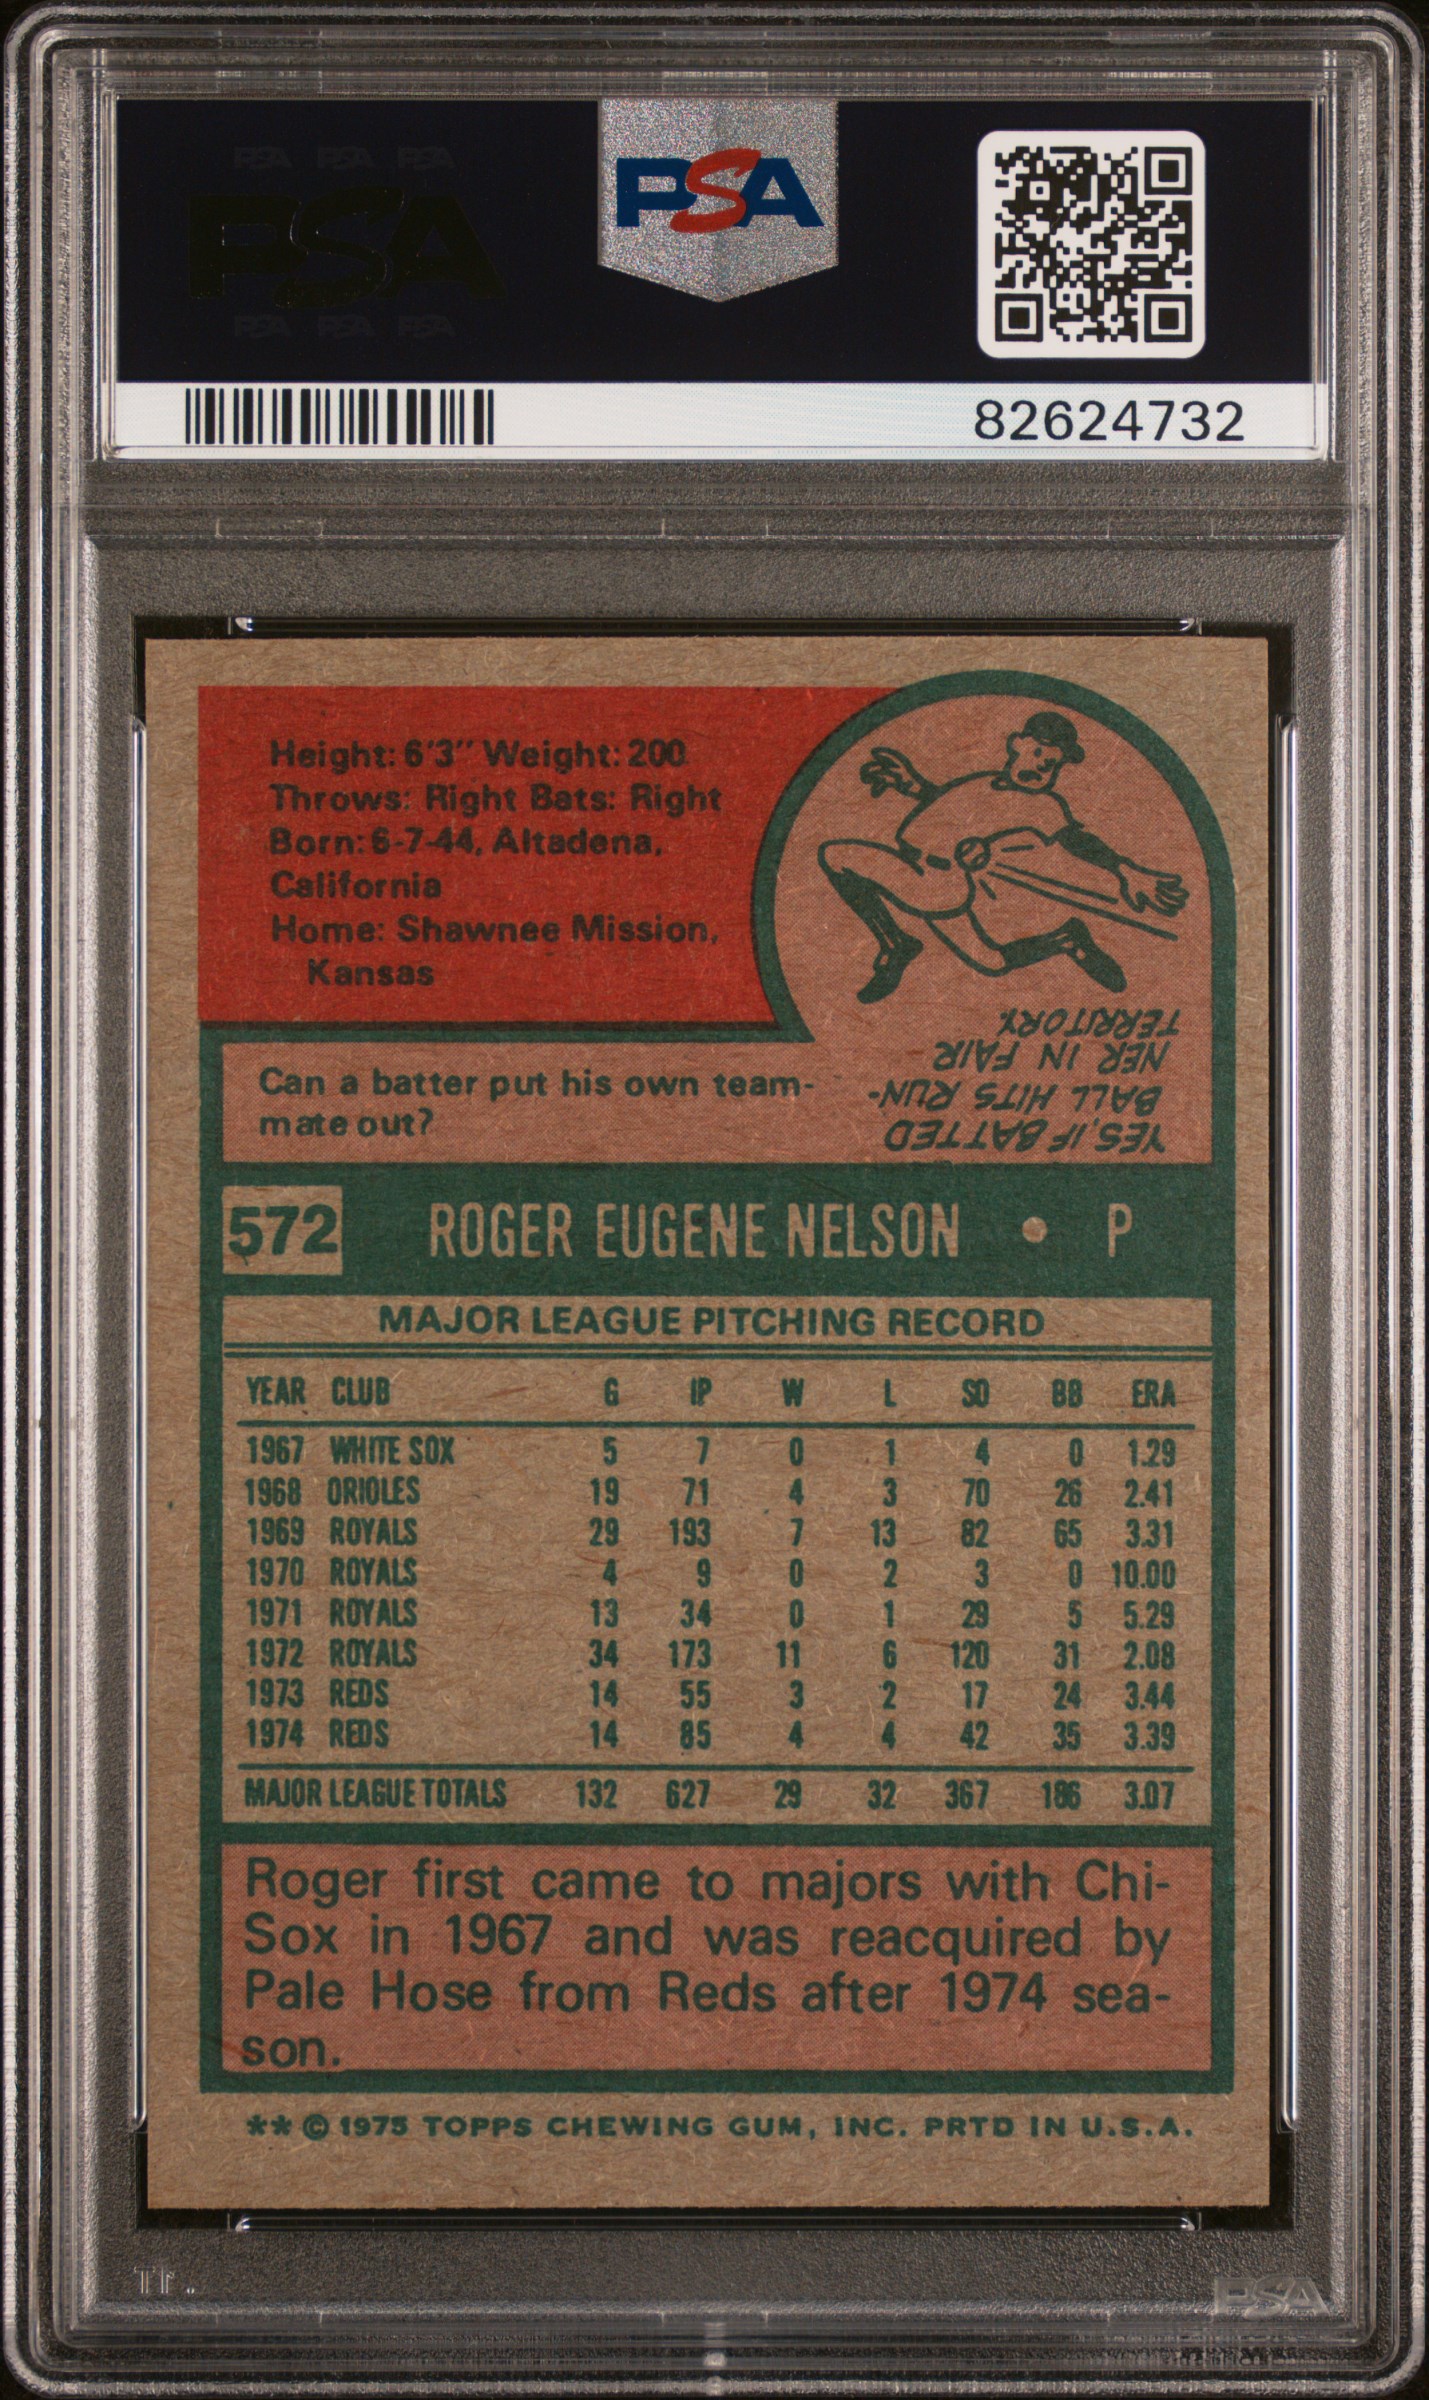 PSA PSA PSA
PSA
PSA PSA PSA
PSA
82624732
Height: 6'3" Weight: 200
Throws: Right Bats: Right
Born: 6-7-44, Altadena,
California
Home: Shawnee Mission,
Kansas
Can a batter put his own team-
mate out?
YES, IF BATTED
BALL HITS RUN-
NER IN FAIR
TERRITORY.
572 ROGER EUGENE NELSON • P
MAJOR LEAGUE PITCHING RECORD
YEAR CLUB G IP W L SO BB ERA
1967 WHITE SOX 5 7 0 1 4 0 1.29
1968 ORIOLES 19 71 4 3 70 26 2.41
1969 ROYALS 29 193 7 13 82 65 3.31
1970 ROYALS 4 9 0 2 3 0 10.00
1971 ROYALS 13 34 0 1 29 5 5.29
1972 ROYALS 34 173 11 6 120 31 2.08
1973 REDS 14 55 3 2 17 24 3.44
1974 REDS 14 85 4 4 42 35 3.39
MAJOR LEAGUE TOTALS 132 627 29 32 367 186 3.07
Roger first came to majors with Chi-
Sox in 1967 and was reacquired by
Pale Hose from Reds after 1974 sea-
son.
** © 1975 TOPPS CHEWING GUM, INC. PRTD IN U.S.A.
PSA